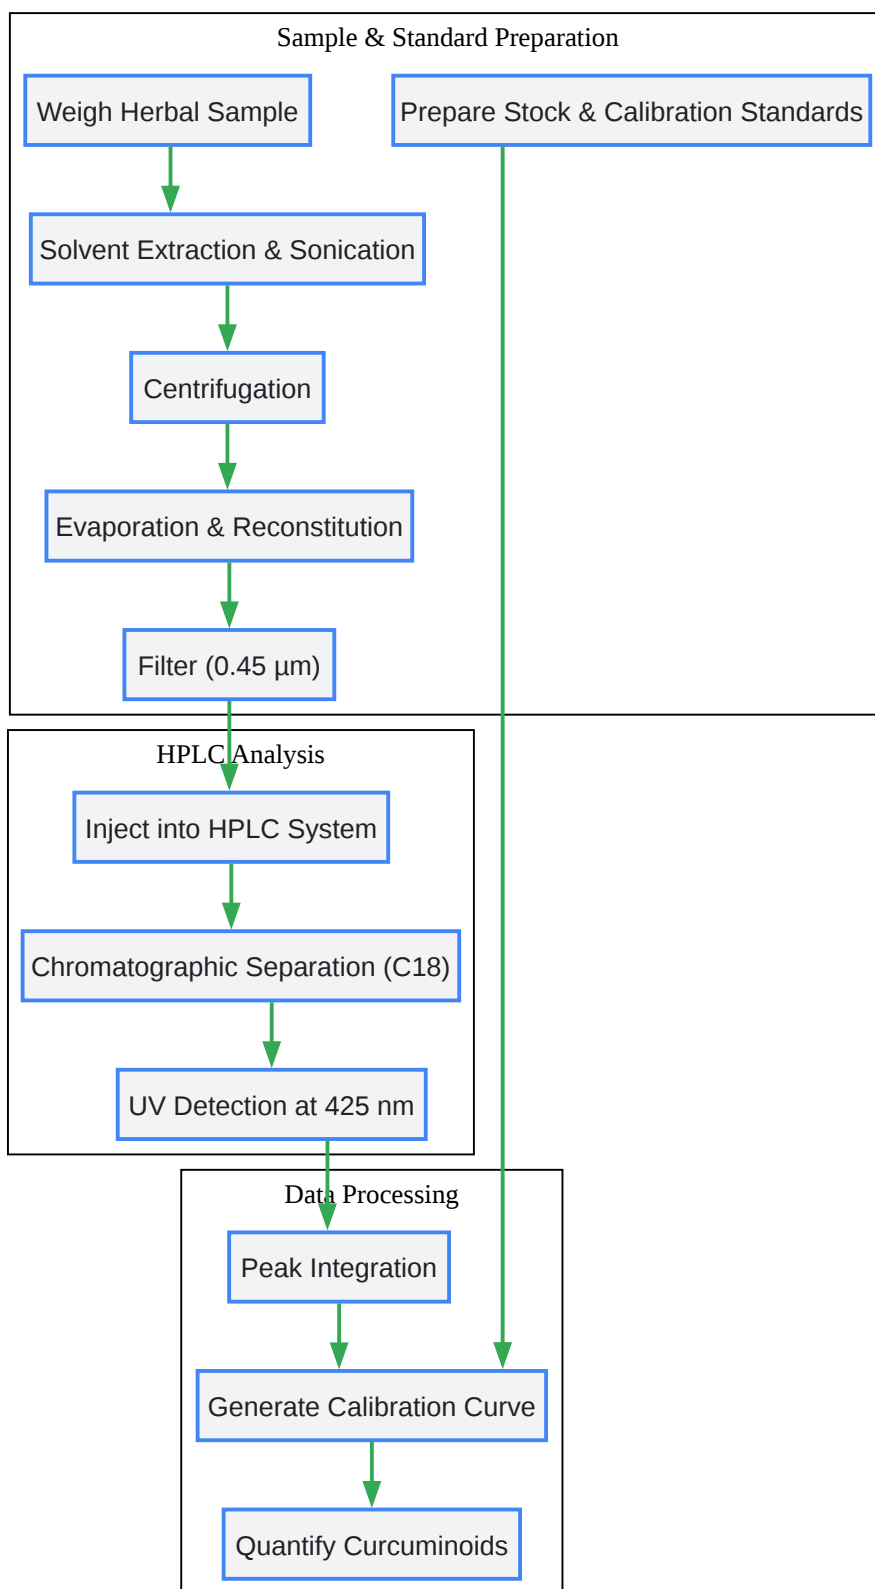 Sample & Standard Preparation
Weigh Herbal Sample
Prepare Stock & Calibration Standards
Solvent Extraction & Sonication
Centrifugation
Evaporation & Reconstitution
Filter (0.45 µm)
HPLC Analysis
Inject into HPLC System
Chromatographic Separation (C18)
UV Detection at 425 nm
Data Processing
Peak Integration
Generate Calibration Curve
Quantify Curcuminoids